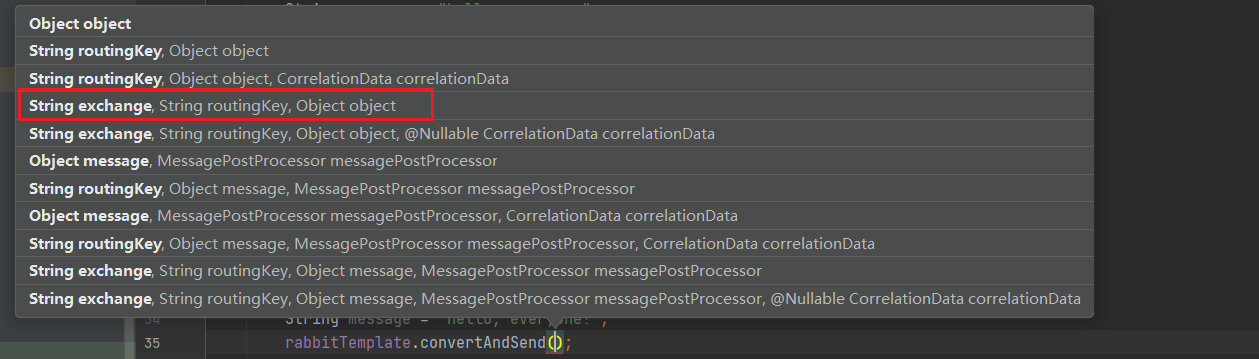 Object object
String routingKey, Object object
String routingKey, Object object, CorrelationData correlationData
String exchange, String routingKey, Object object
String exchange, String routingKey, Object object, @Nullable CorrelationData correlationData
Object message, MessagePostProcessor messagePostProcessor
String routingKey, Object message, MessagePostProcessor messagePostProcessor
Object message, MessagePostProcessor messagePostProcessor, CorrelationData correlationData
String routingKey, Object message, MessagePostProcessor messagePostProcessor, CorrelationData correlationData
String exchange, String routingKey, Object message, MessagePostProcessor messagePostProcessor
String exchange, String routingKey, Object message, MessagePostProcessor messagePostProcessor, @Nullable CorrelationData correlationData
34 String message = "hello, everyone!";
35 rabbitTemplate.convertAndSend();